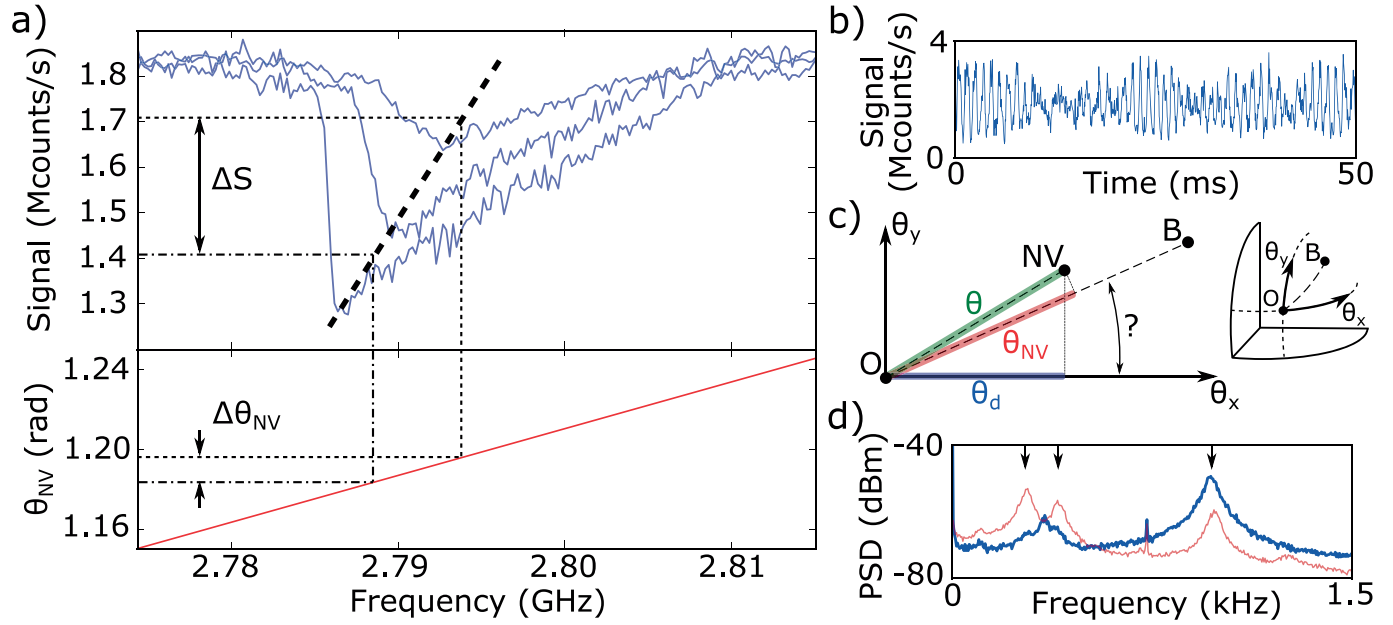 a)
Signal (Mcounts/s)
1.8
1.7
1.6
1.5
1.4
1.3
ΔS
θNV (rad)
1.24
1.20
1.16
ΔθNV
2.78 2.79 2.80 2.81
Frequency (GHz)
b)
Signal
(Mcounts/s)
4
0
0 50
Time (ms)
c)
θy
NV
B
θ
θNV
?
O
θd
θx
θy
B
O
θx
d)
PSD (dBm)
-40
-80
0 1.5
Frequency (kHz)